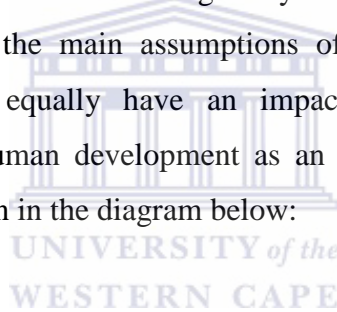 the main assumptions of
equally have an impac
uman development as an
n in the diagram below:
UNIVERSITY of the
WESTERN CAPE